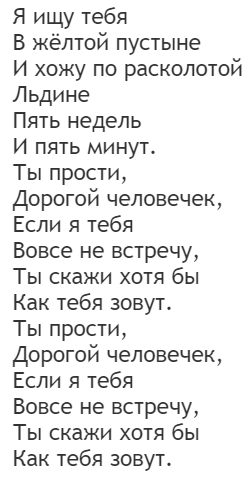 Я ищу тебя
В жёлтой пустыне
И хожу по расколотой
Льдине
Пять недель
И пять минут.
Ты прости,
Дорогой человечек,
Если я тебя
Вовсе не встречу,
Ты скажи хотя бы
Как тебя зовут.
Ты прости,
Дорогой человечек,
Если я тебя
Вовсе не встречу,
Ты скажи хотя бы
Как тебя зовут.